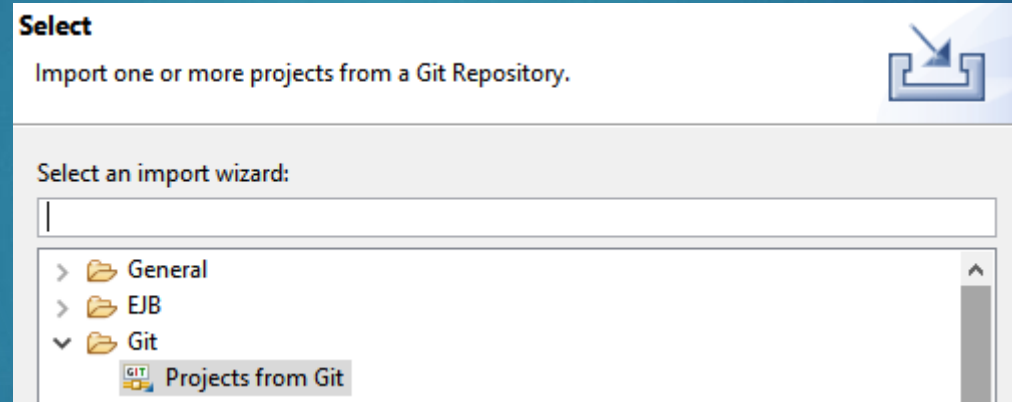 Select
Import one or more projects from a Git Repository.
Select an import wizard:
General
EJB
Git
GIT
Projects from Git